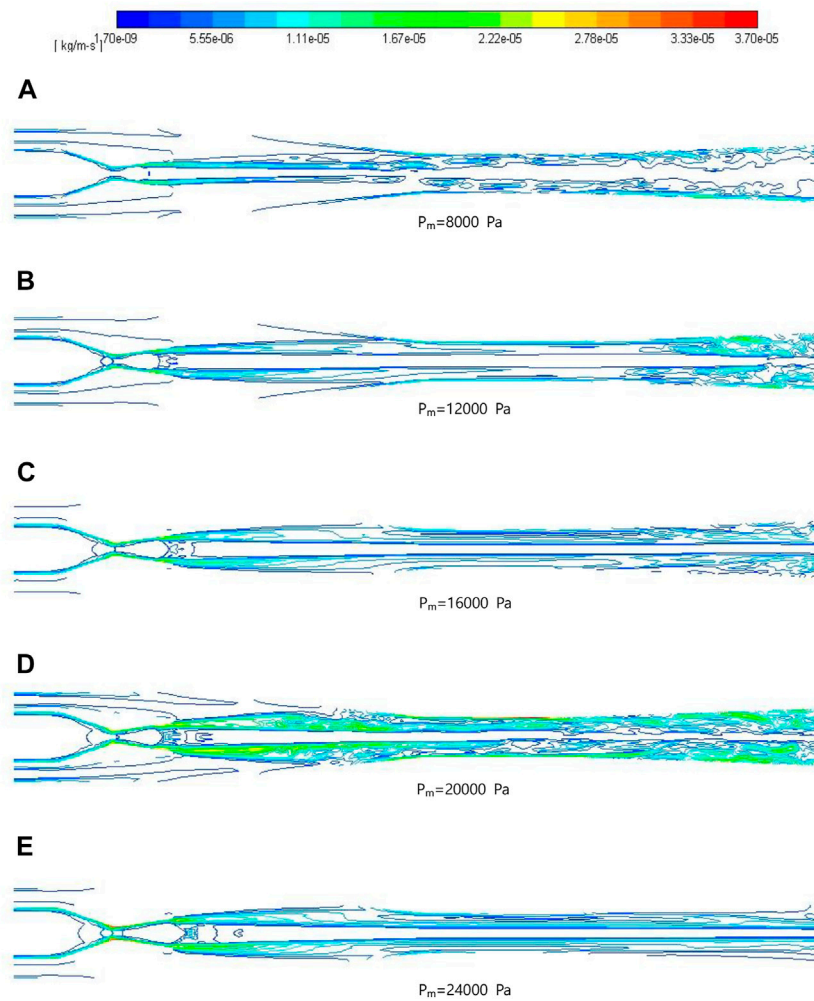 [ kg/m-s ] 1.70e-09 5.55e-06 1.11e-05 1.67e-05 2.22e-05 2.78e-05 3.33e-05 3.70e-05
A
Pm=8000 Pa
B
Pm=12000 Pa
C
Pm=16000 Pa
D
Pm=20000 Pa
E
Pm=24000 Pa